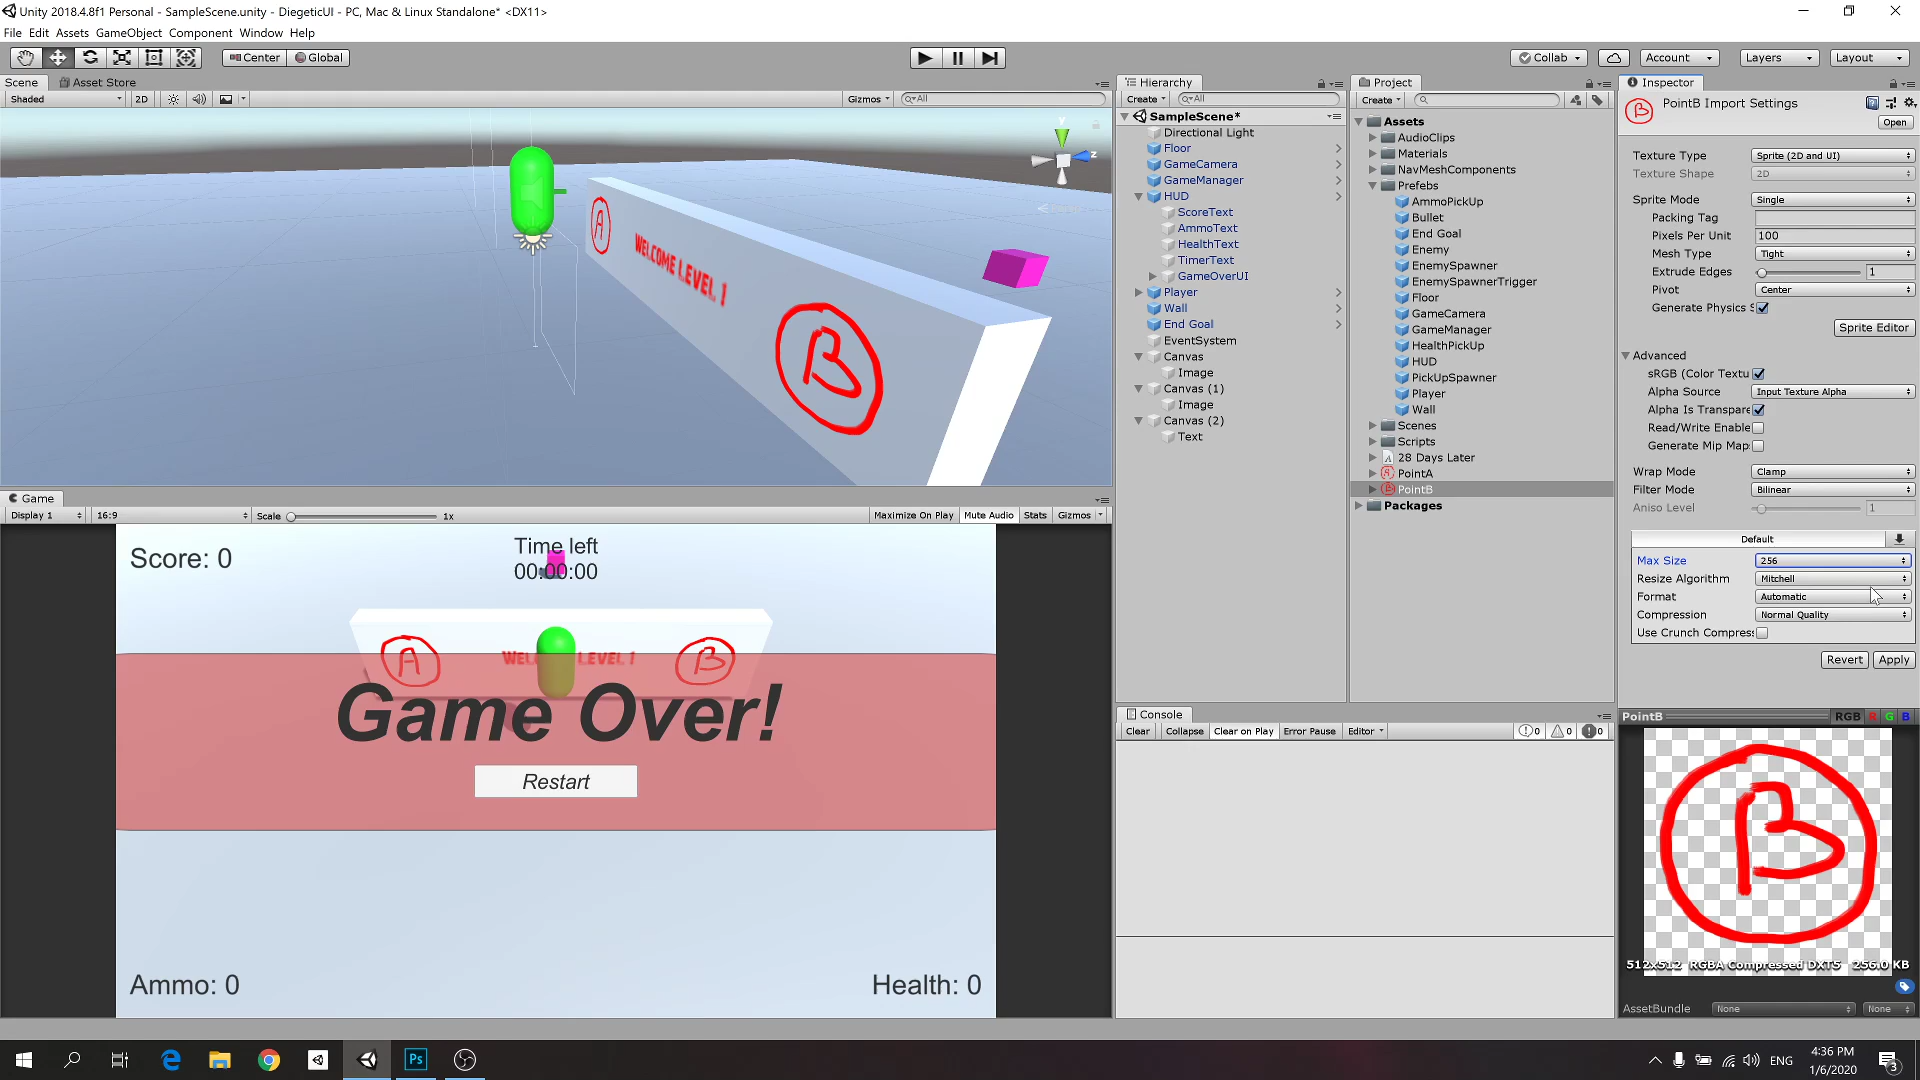 Unity 2018.4.8f1 Personal - SampleScene.unity - DiegeticUI - PC, Mac & Linux Standalone* <DX11>
File Edit Assets GameObject Component Window Help
Center Global
Collab Account Layers Layout
Scene Asset Store
Shaded 2D Gizmos All
A
WELCOME LEVEL 1
B
y
z
Game
Display 1 16:9 Scale 1x Maximize On Play Mute Audio Stats Gizmos
Score: 0
Time left
00:00:00
A
B
Game Over!
Restart
Ammo: 0
Health: 0
Hierarchy
Create All
SampleScene*
Directional Light
Floor
GameCamera
GameManager
HUD
ScoreText
AmmoText
HealthText
TimerText
GameOverUI
Player
Wall
End Goal
EventSystem
Canvas
Image
Canvas (1)
Image
Canvas (2)
Text
Project
Create
Assets
AudioClips
Materials
NavMeshComponents
Prefebs
AmmoPickUp
Bullet
End Goal
Enemy
EnemySpawner
EnemySpawnerTrigger
Floor
GameCamera
GameManager
HealthPickUp
HUD
PickUpSpawner
Player
Wall
Scenes
Scripts
28 Days Later
PointA
PointB
Packages
Console
Clear Collapse Clear on Play Error Pause Editor 0 0 0
Inspector
PointB Import Settings
Open
Texture Type Sprite (2D and UI)
Texture Shape 2D
Sprite Mode Single
Packing Tag
Pixels Per Unit 100
Mesh Type Tight
Extrude Edges 1
Pivot Center
Generate Physics S
Sprite Editor
Advanced
sRGB (Color Textu
Alpha Source Input Texture Alpha
Alpha Is Transpare
Read/Write Enable
Generate Mip Map
Wrap Mode Clamp
Filter Mode Bilinear
Aniso Level 1
Default
Max Size 256
Resize Algorithm Mitchell
Format Automatic
Compression Normal Quality
Use Crunch Compress
Revert Apply
PointB RGB R G B
B
512x512 RGBA Compressed DXT5 256.0 KB
AssetBundle None None
Ps
ENG
4:36 PM
1/6/2020
3